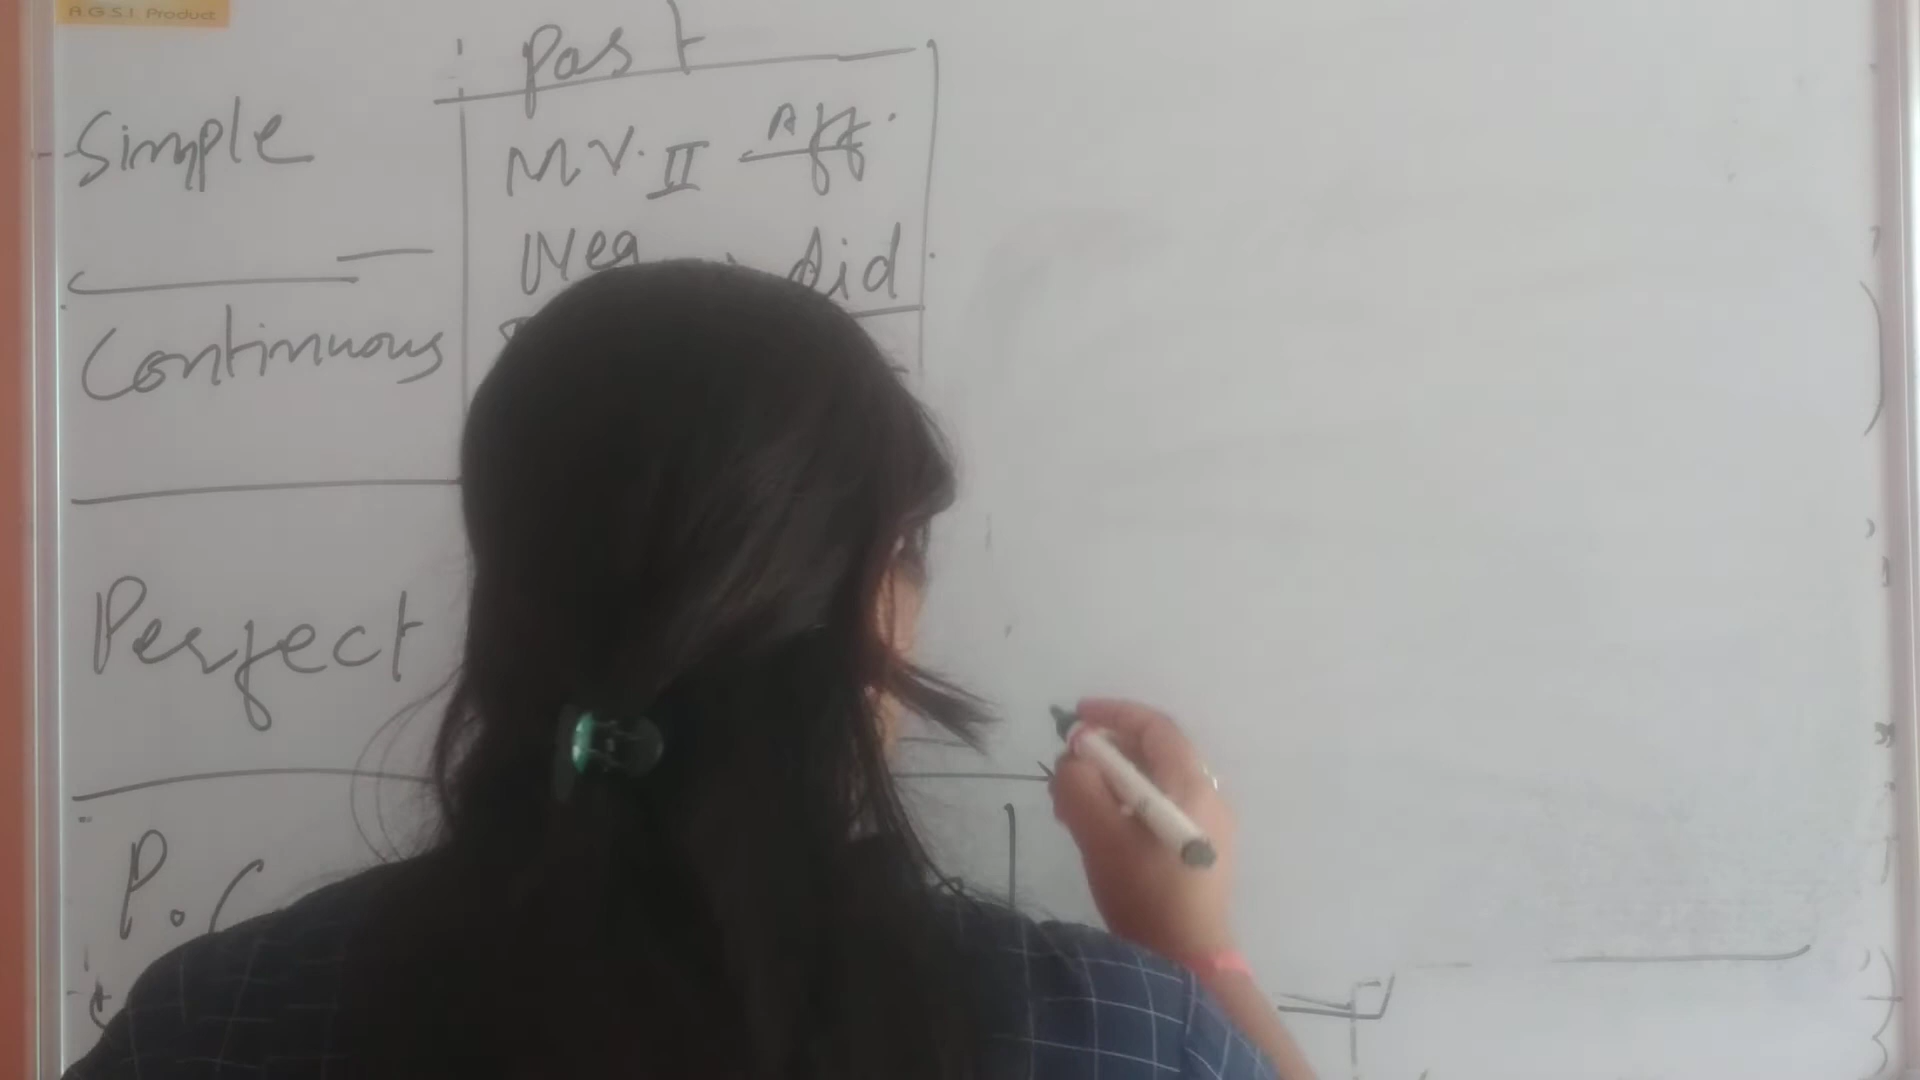 A.G.S.I. Product
Past
Simple M.V. II Aff.
Neg did
Continuous
Perfect
P.C